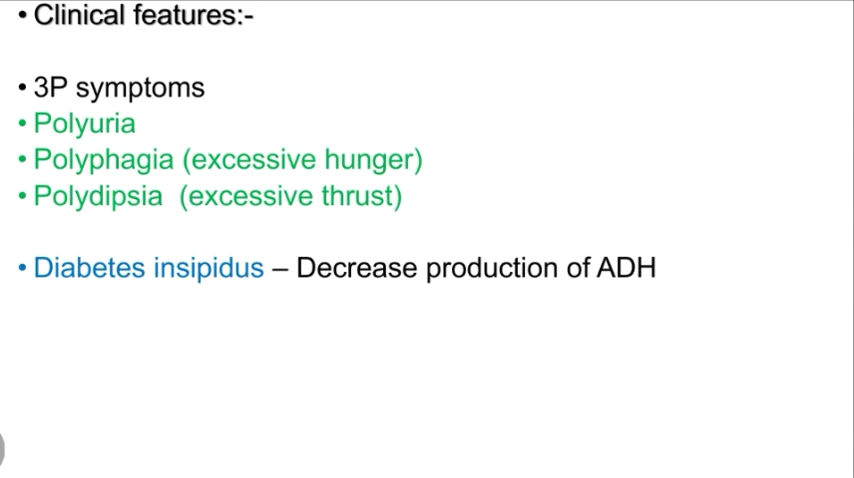 • Clinical features:-
• 3P symptoms
• Polyuria
• Polyphagia (excessive hunger)
• Polydipsia (excessive thrust)
• Diabetes insipidus – Decrease production of ADH